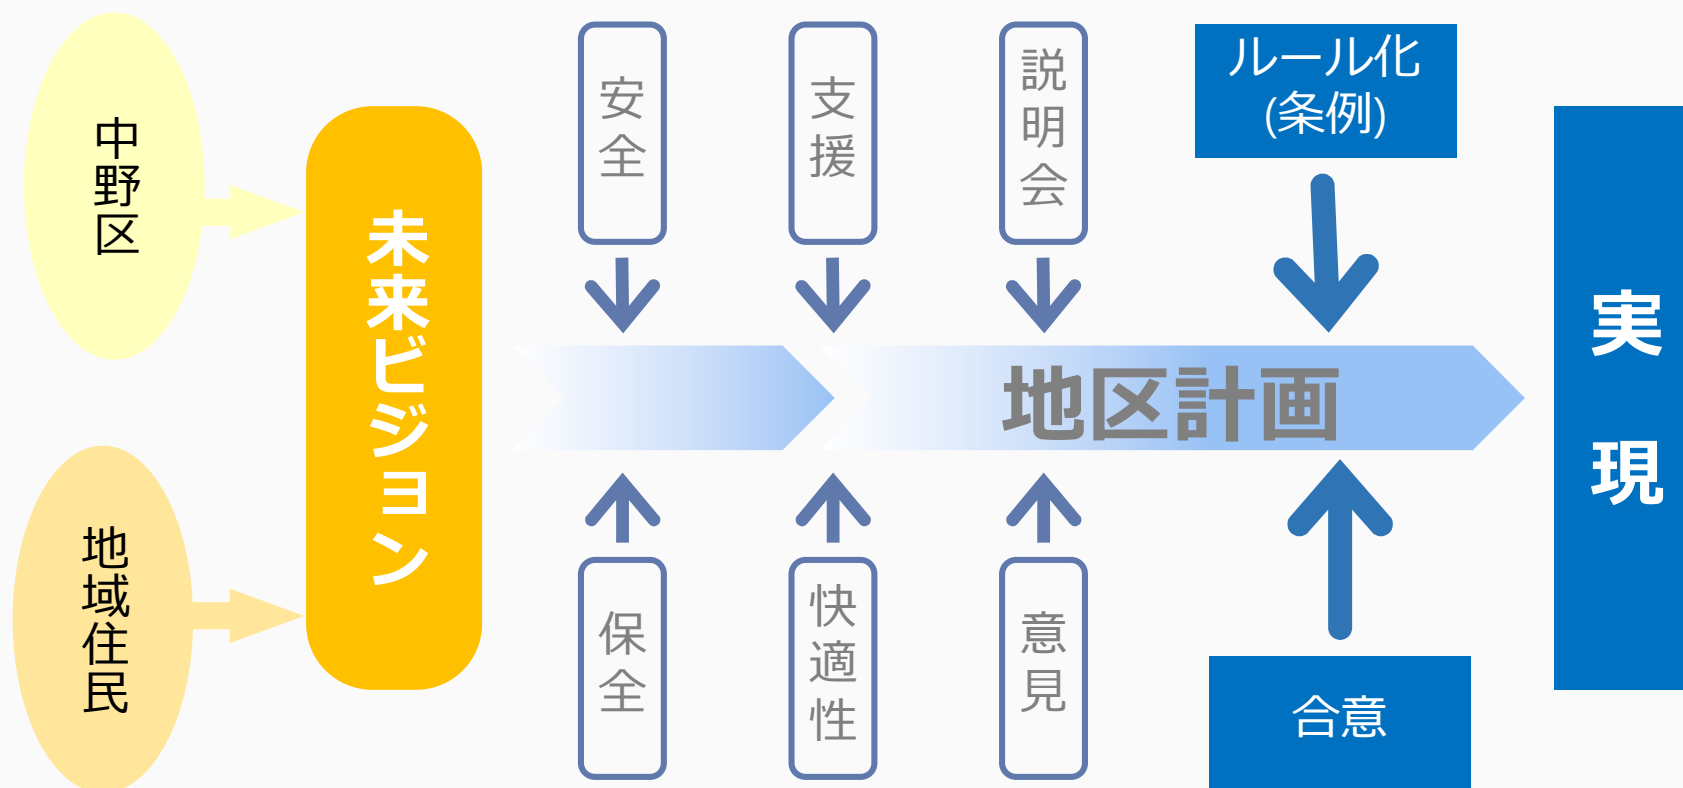 中野区
地域住民
未来ビジョン
安全
支援
説明会
ルール化
(条例)
地区計画
保全
快適性
意見
合意
実現